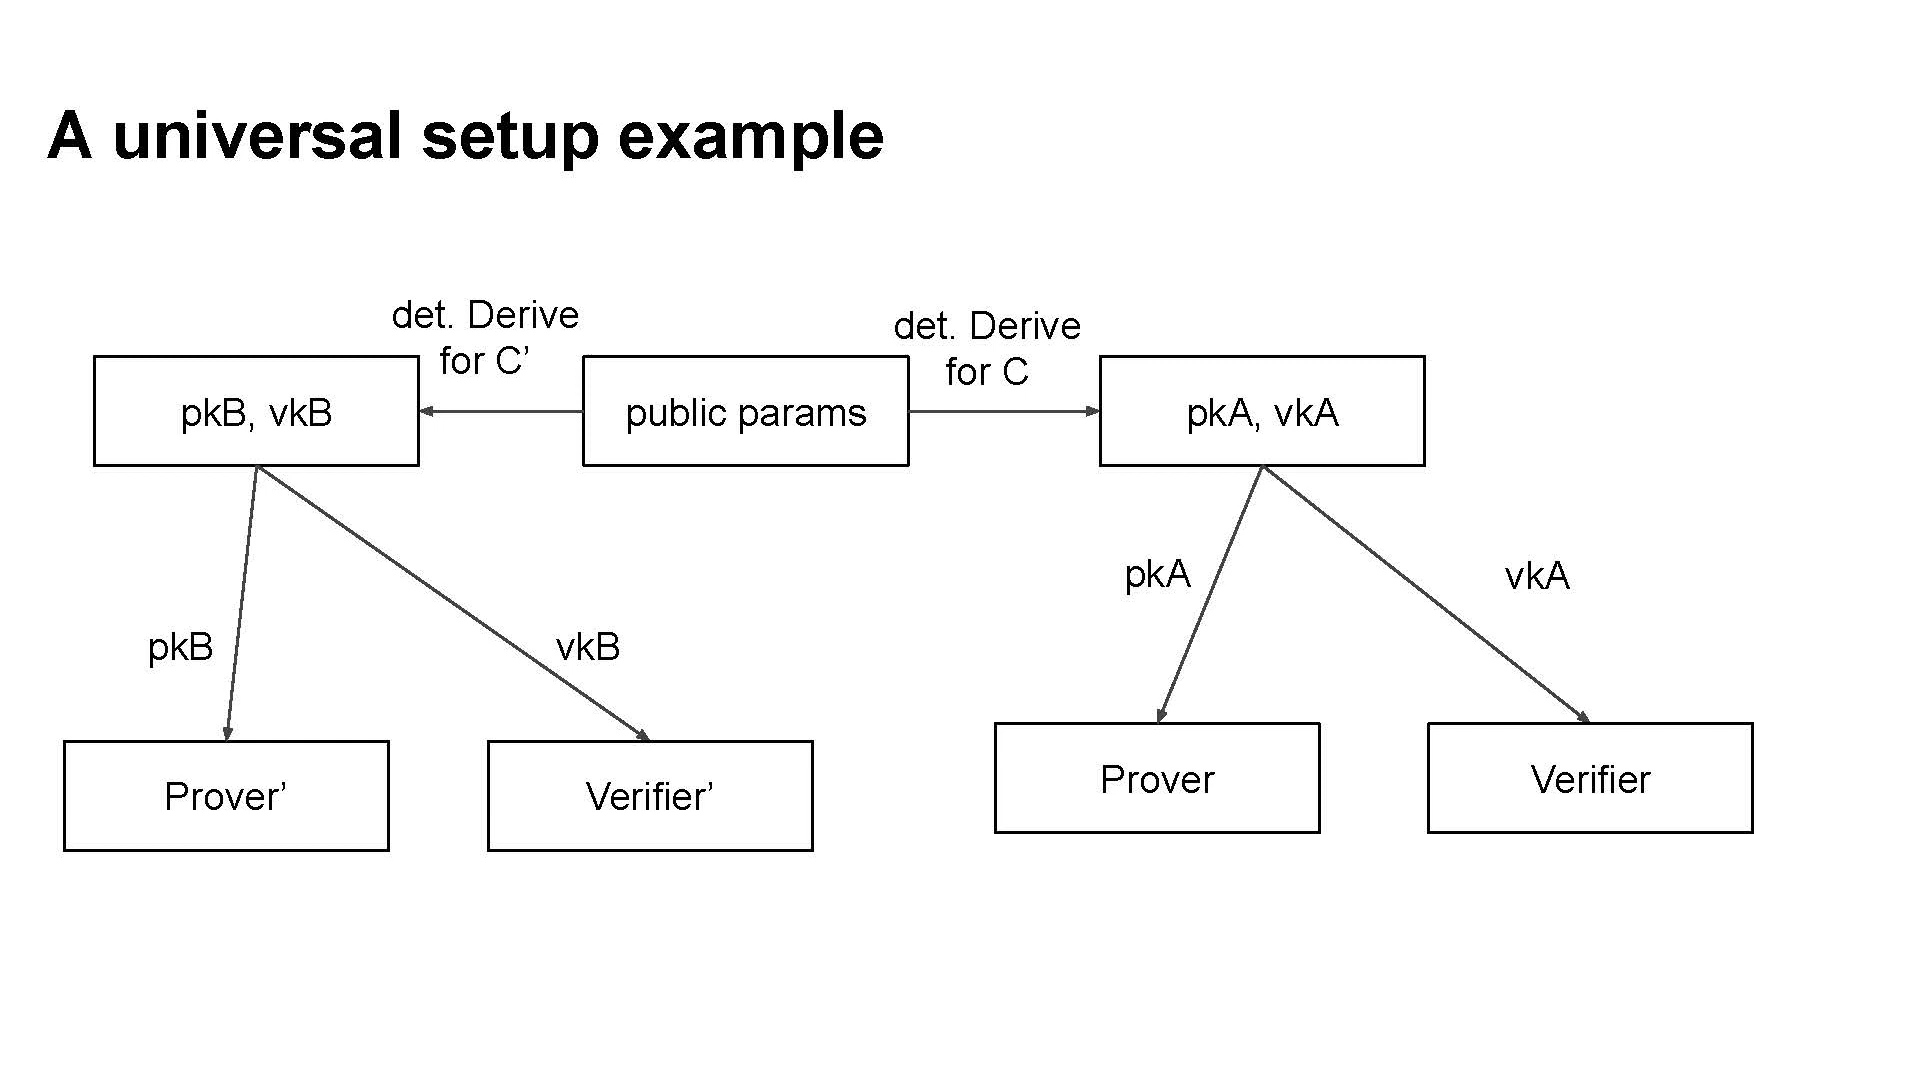 A universal setup example
det. Derive
for C’
det. Derive
for C
pkB, vkB
public params
pkA, vkA
pkB
vkB
pkA
vkA
Prover’
Verifier’
Prover
Verifier